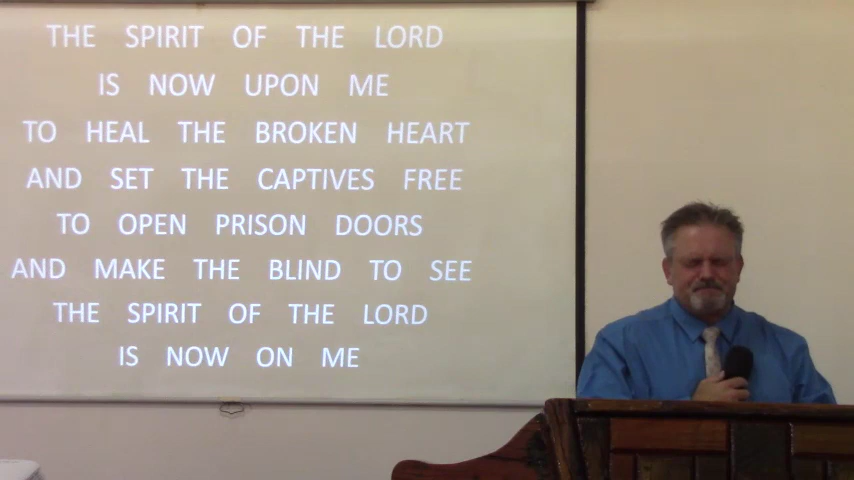 THE SPIRIT OF THE LORD
IS NOW UPON ME
TO HEAL THE BROKEN HEART
AND SET THE CAPTIVES FREE
TO OPEN PRISON DOORS
AND MAKE THE BLIND TO SEE
THE SPIRIT OF THE LORD
IS NOW ON ME